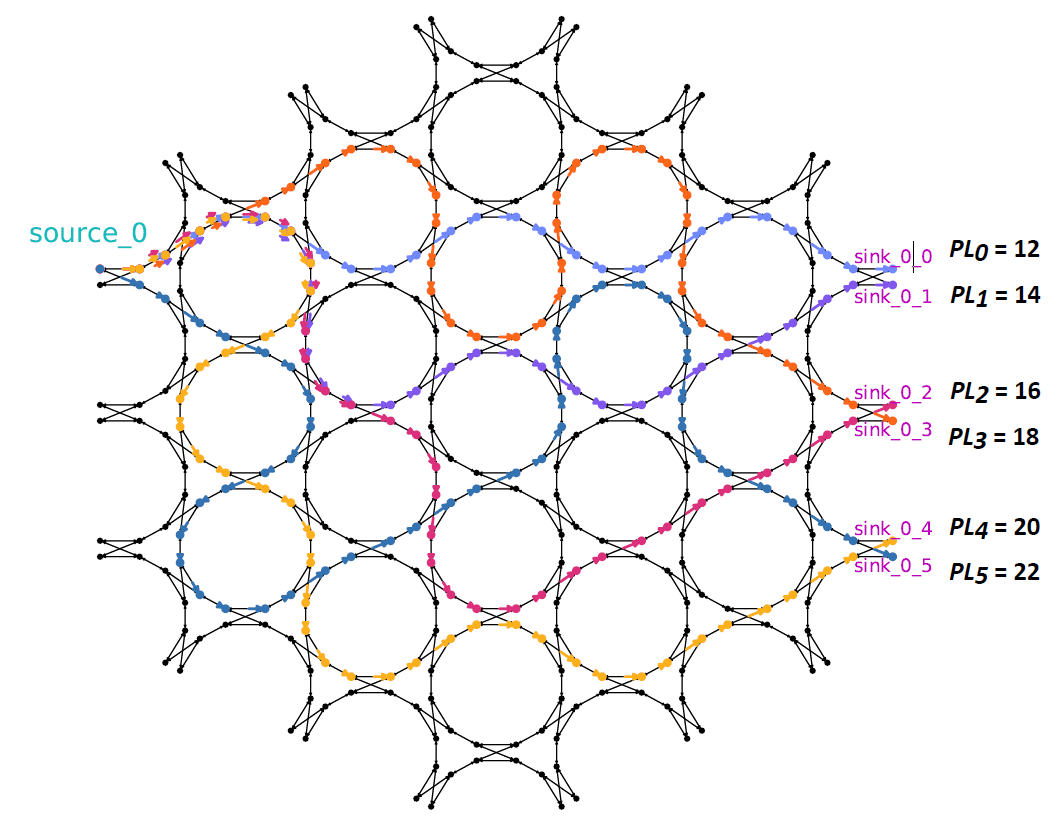 source_0
sink_0_0 PL0 = 12
sink_0_1 PL1 = 14
sink_0_2 PL2 = 16
sink_0_3 PL3 = 18
sink_0_4 PL4 = 20
sink_0_5 PL5 = 22